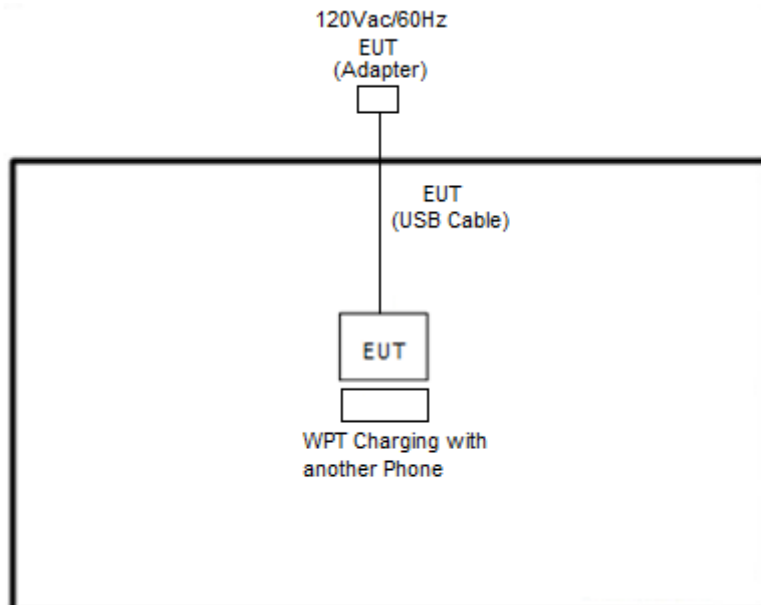 120Vac/60Hz
EUT
(Adapter)
EUT
(USB Cable)
EUT
WPT Charging with
another Phone